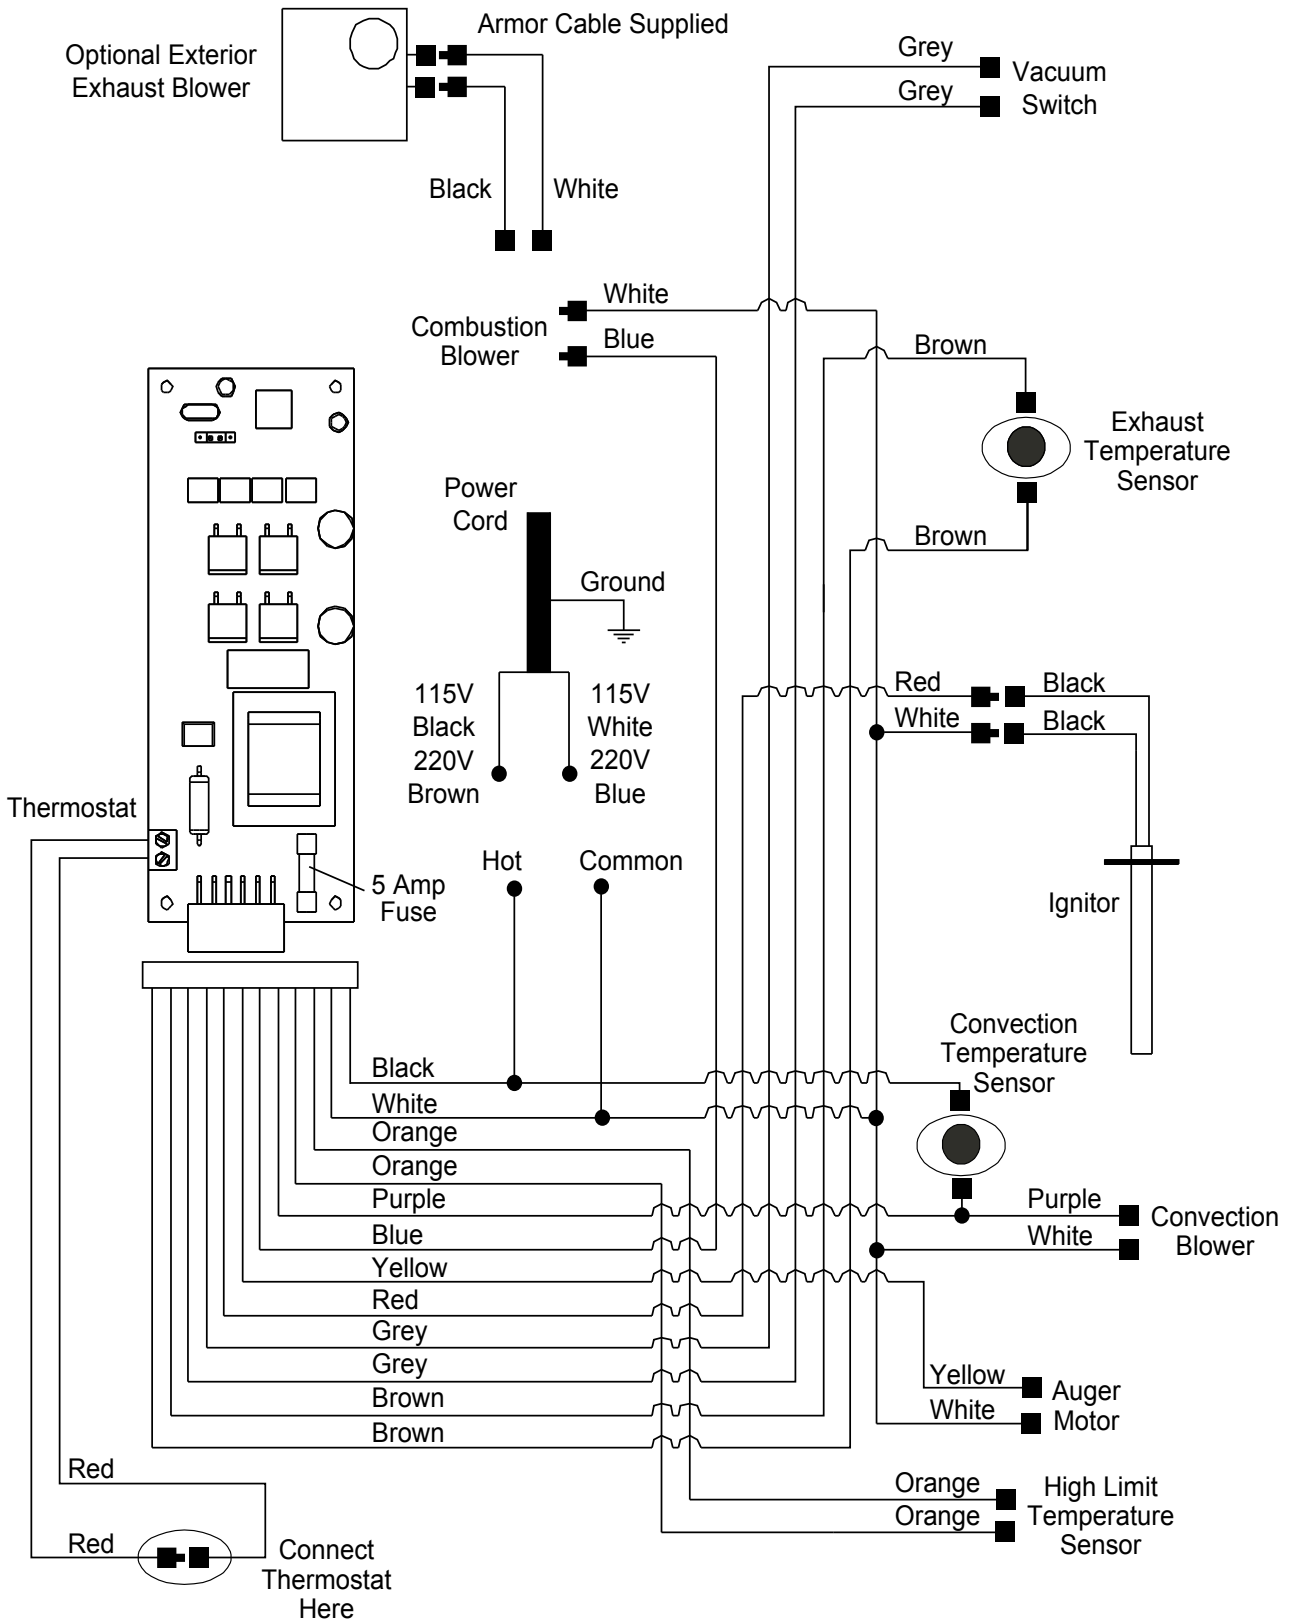 Armor Cable Supplied
Optional Exterior
Exhaust Blower
Black
White
Grey
Grey
Vacuum
Switch
White
Blue
Combustion
Blower
Brown
Exhaust
Temperature
Sensor
Brown
Power
Cord
Ground
115V
Black
220V
Brown
115V
White
220V
Blue
Red
White
Black
Black
Ignitor
Thermostat
5 Amp
Fuse
Hot
Common
Convection
Temperature
Sensor
Black
White
Orange
Orange
Purple
Blue
Yellow
Red
Grey
Grey
Brown
Brown
Purple
White
Convection
Blower
Yellow
White
Auger
Motor
Orange
Orange
High Limit
Temperature
Sensor
Red
Red
Connect
Thermostat
Here